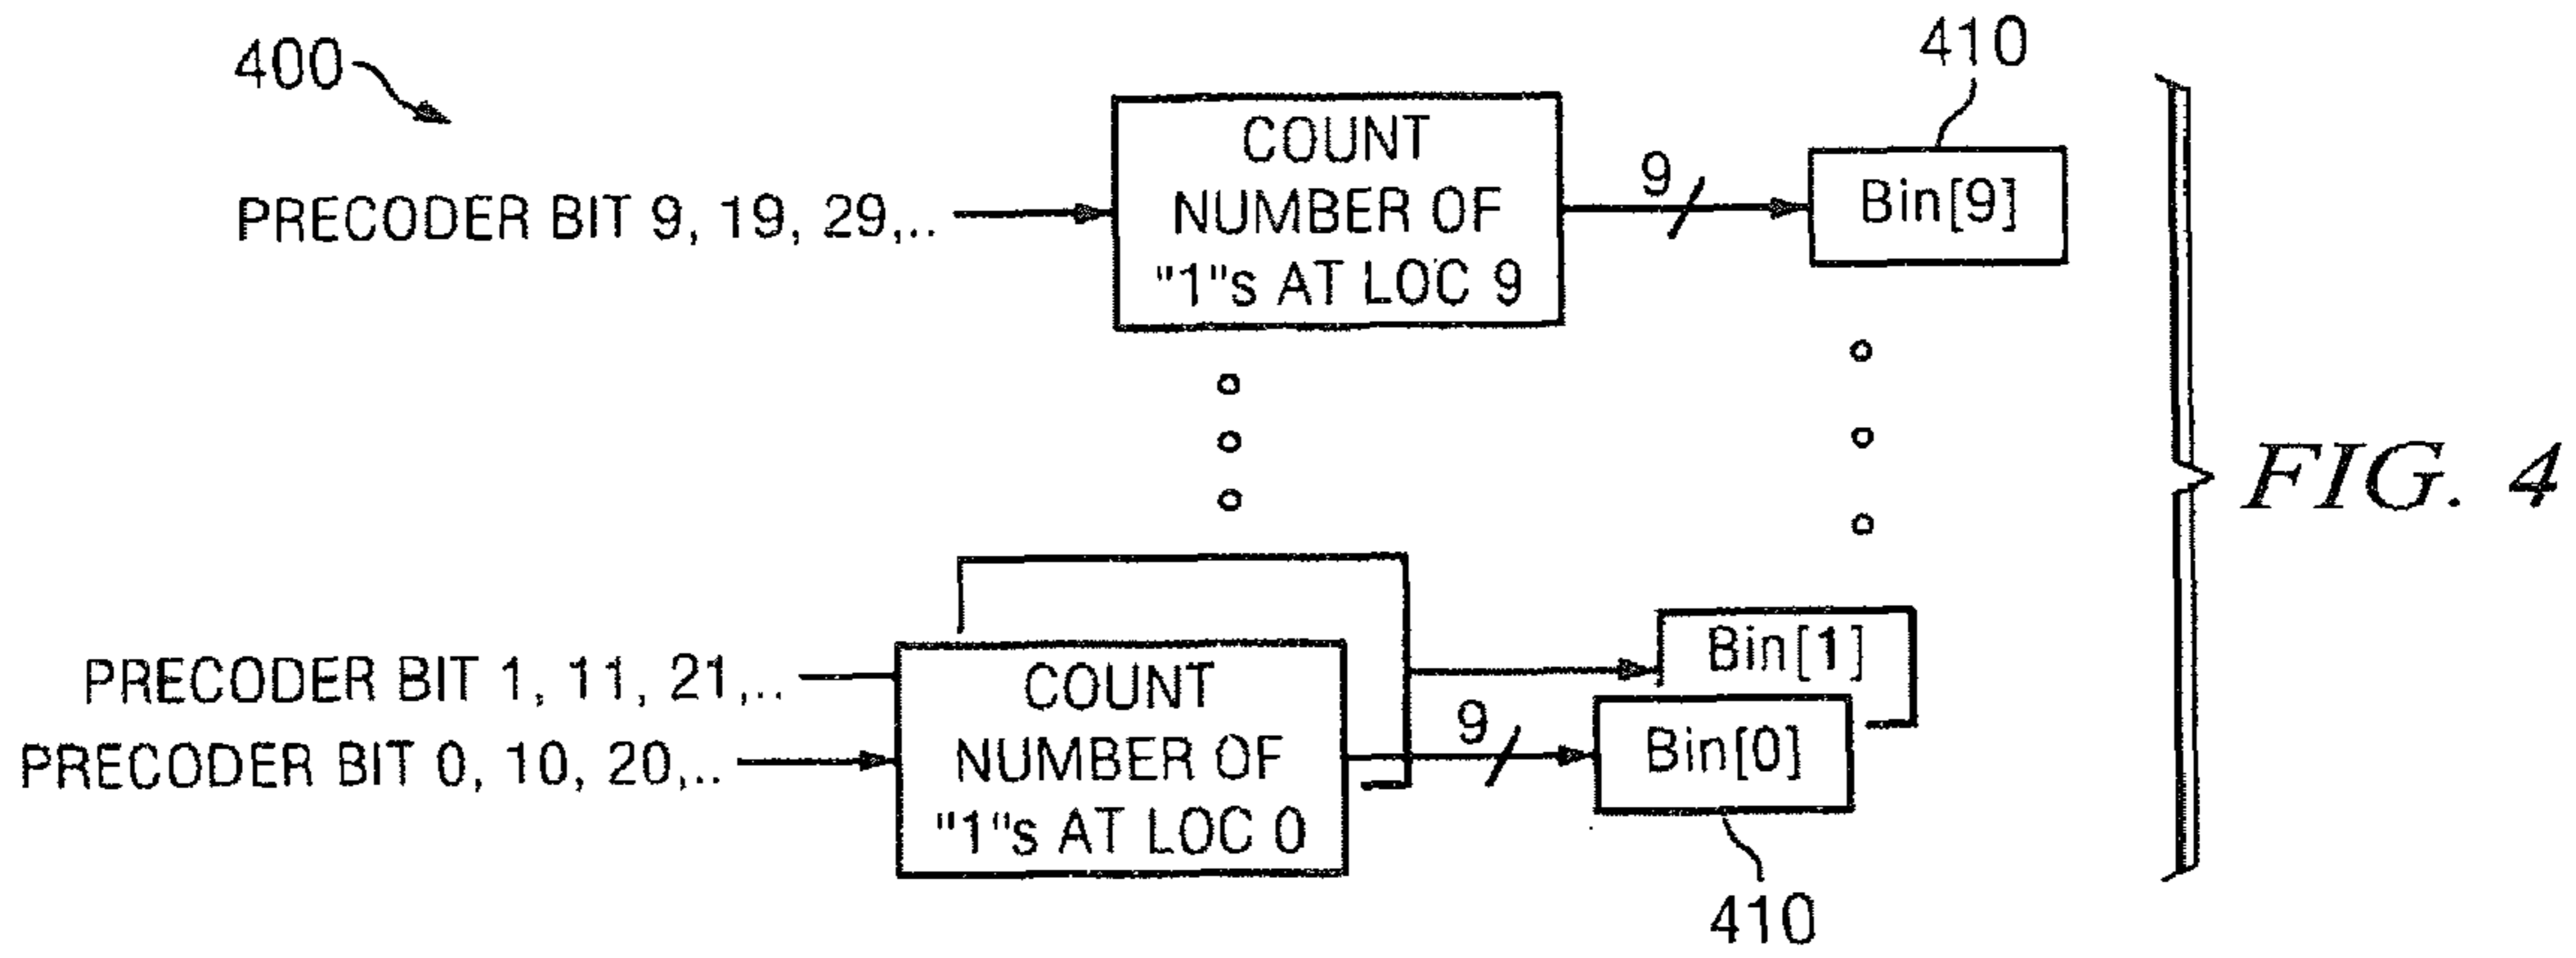 400
410
COUNT
NUMBER OF
"1"s AT LOC 9
PRECODER BIT 9, 19, 29,..
9
Bin[9]
FIG. 4
Bin[1]
PRECODER BIT 1, 11, 21,..
COUNT
NUMBER OF
"1"s AT LOC 0
PRECODER BIT 0, 10, 20,..
9
Bin[0]
410